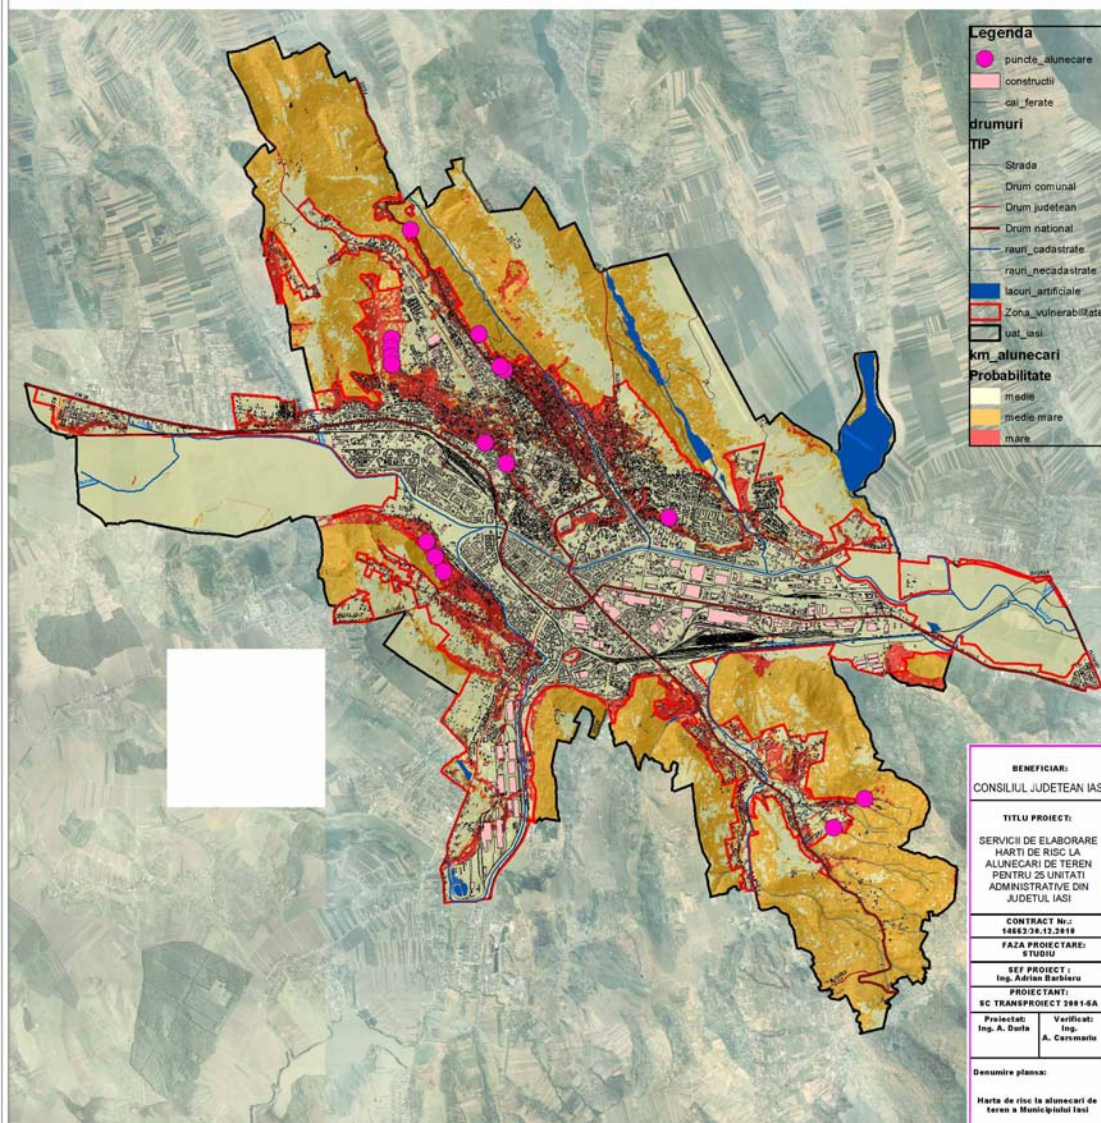 Legenda
puncte_alunecare
constructii
cai_ferate
drumuri
TIP
Strada
Drum comunal
Drum judetean
Drum national
rauri_cadastrate
rauri_necadastrate
lacuri_artificiale
Zona_vulnerabilitate
uat_iasi
km_alunecari
Probabilitate
medie
medie mare
mare
BENEFICIAR:
CONSILIUL JUDETEAN IAS
TITLU PROIECT:
SERVICII DE ELABORARE
HARTI DE RISC LA
ALUNECARI DE TEREN
PENTRU 25 UNITATI
ADMINISTRATIVE DIN
JUDETUL IASI
CONTRACT Nr.:
14662/30.12.2010
FAZA PROIECTARE:
STUDIU
SEF PROIECT :
Ing. Adrian Barbieru
PROIECTANT:
SC TRANSPROIECT 2001-SA
Proiectat:
Ing. A. Durla
Verificat:
Ing.
A. Carsmariu
Denumire plansa:
Harta de risc la alunecari de
teren a Municipiului Iasi